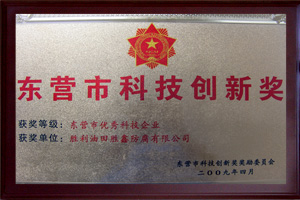 东营市科技创新奖
获奖等级：东营市优秀科技企业
获奖单位：胜利油田胜鑫防腐有限公司
东营市科技创新奖奖励委员会
二〇〇九年四月